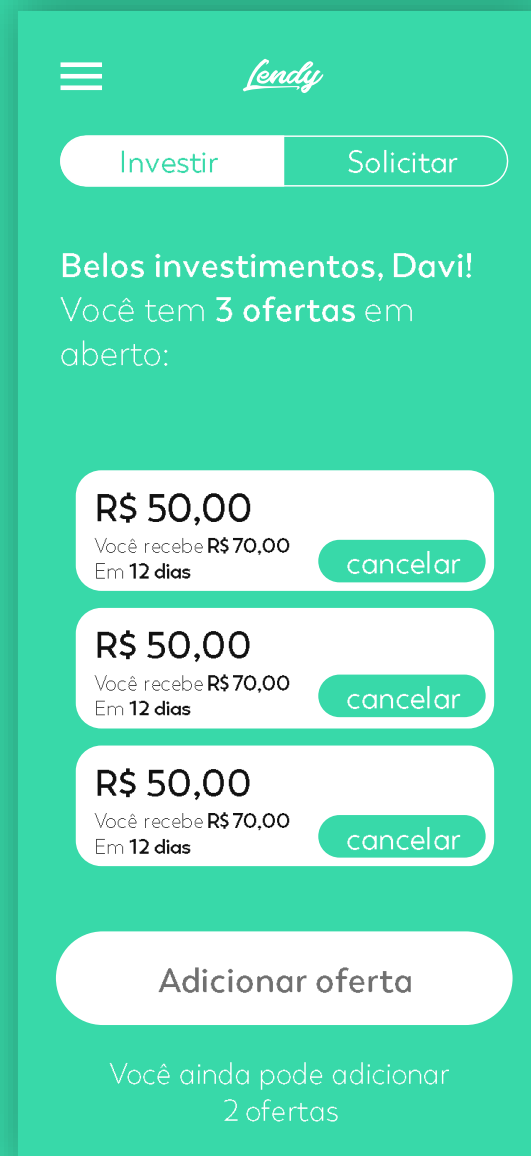 Lendy
Investir
Solicitar
Belos investimentos, Davi!
Você tem 3 ofertas em
aberto:
R$ 50,00
Você recebe R$ 70,00
Em 12 dias
cancelar
R$ 50,00
Você recebe R$ 70,00
Em 12 dias
cancelar
R$ 50,00
Você recebe R$ 70,00
Em 12 dias
cancelar
Adicionar oferta
Você ainda pode adicionar
2 ofertas